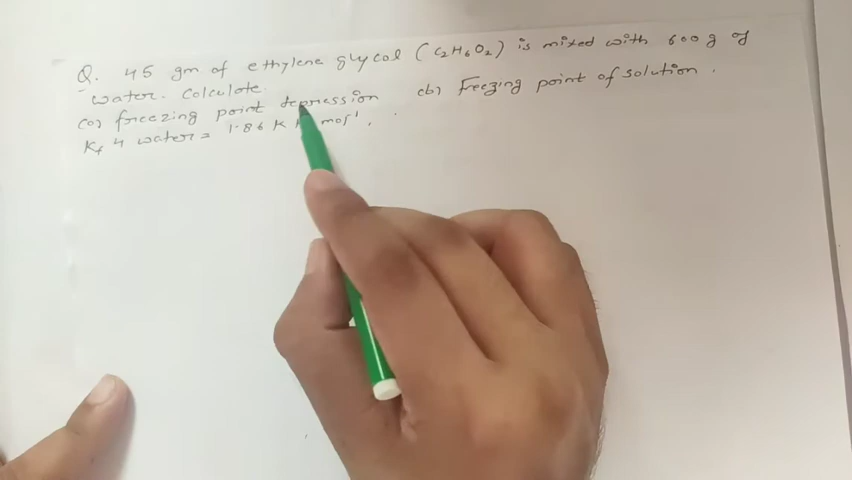 Q. 45 gm of ethylene glycol (C₂H₆O₂) is mixed with 600 g of
water. Calculate.
(a) freezing point depression (b) Freezing point of solution.
Kf 4 water = 1.86 K mol⁻¹.